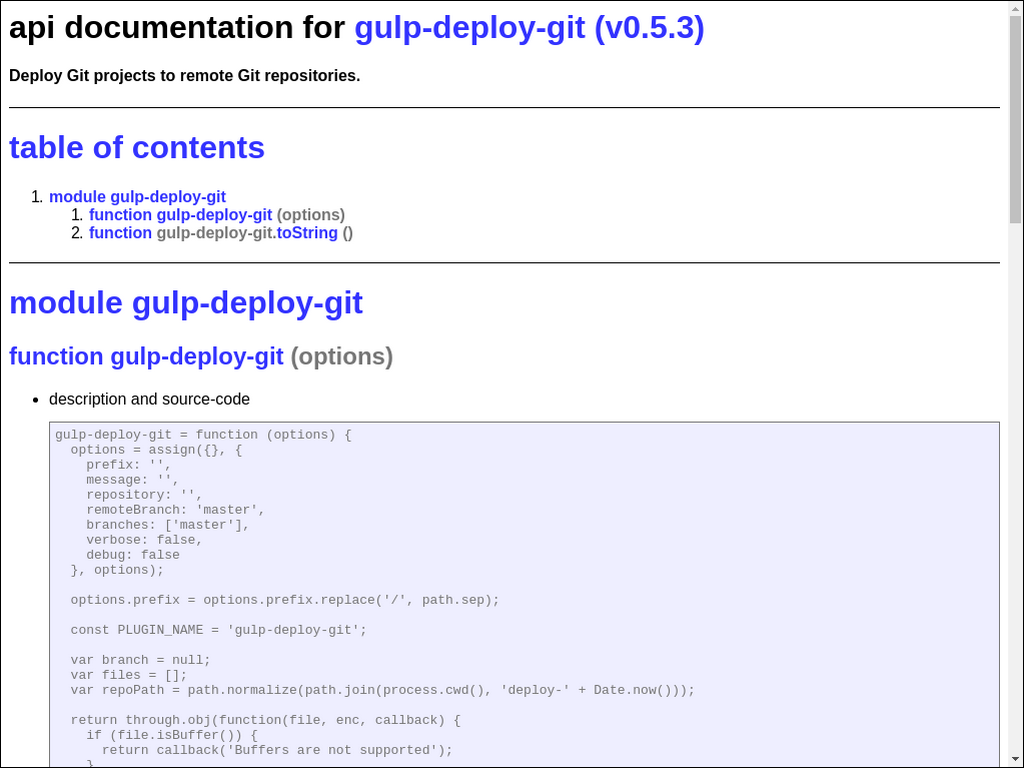 api documentation for gulp-deploy-git (v0.5.3)
Deploy Git projects to remote Git repositories.
table of contents
1. module gulp-deploy-git
1. function gulp-deploy-git (options)
2. function gulp-deploy-git.toString ()
module gulp-deploy-git
function gulp-deploy-git (options)
• description and source-code
gulp-deploy-git = function (options) {
  options = assign({}, {
    prefix: '',
    message: '',
    repository: '',
    remoteBranch: 'master',
    branches: ['master'],
    verbose: false,
    debug: false
  }, options);
  options.prefix = options.prefix.replace('/', path.sep);
  const PLUGIN_NAME = 'gulp-deploy-git';
  var branch = null;
  var files = [];
  var repoPath = path.normalize(path.join(process.cwd(), 'deploy-' + Date.now()));
  return through.obj(function(file, enc, callback) {
    if (file.isBuffer()) {
      return callback('Buffers are not supported');
    }